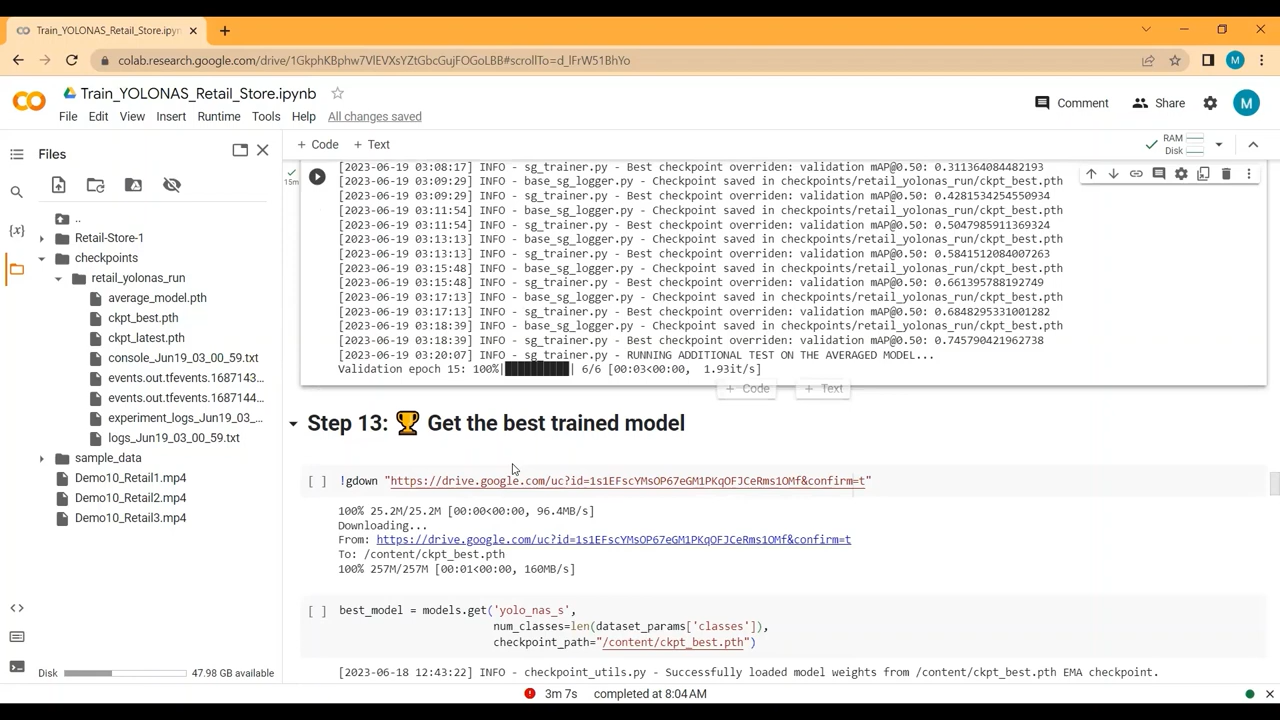 Train_YOLONAS_Retail_Store.ipyn
colab.research.google.com/drive/1GkphKBphw7VlEVXsYZtGbcGujFOGoLBB#scrollTo=d_lFrW51BhYo
M
Train_YOLONAS_Retail_Store.ipynb
File Edit View Insert Runtime Tools Help All changes saved
Comment Share M
Files
+ Code + Text
RAM
Disk
..
Retail-Store-1
checkpoints
retail_yolonas_run
average_model.pth
ckpt_best.pth
ckpt_latest.pth
console_Jun19_03_00_59.txt
events.out.tfevents.1687143...
events.out.tfevents.1687144...
experiment_logs_Jun19_03_...
logs_Jun19_03_00_59.txt
sample_data
Demo10_Retail1.mp4
Demo10_Retail2.mp4
Demo10_Retail3.mp4
Disk 47.98 GB available
15m
[2023-06-19 03:08:17] INFO - sg_trainer.py - Best checkpoint overriden: validation mAP@0.50: 0.311364084482193
[2023-06-19 03:09:29] INFO - base_sg_logger.py - Checkpoint saved in checkpoints/retail_yolonas_run/ckpt_best.pth
[2023-06-19 03:09:29] INFO - sg_trainer.py - Best checkpoint overriden: validation mAP@0.50: 0.4281534254550934
[2023-06-19 03:11:54] INFO - base_sg_logger.py - Checkpoint saved in checkpoints/retail_yolonas_run/ckpt_best.pth
[2023-06-19 03:11:54] INFO - sg_trainer.py - Best checkpoint overriden: validation mAP@0.50: 0.5047985911369324
[2023-06-19 03:13:13] INFO - base_sg_logger.py - Checkpoint saved in checkpoints/retail_yolonas_run/ckpt_best.pth
[2023-06-19 03:13:13] INFO - sg_trainer.py - Best checkpoint overriden: validation mAP@0.50: 0.5841512084007263
[2023-06-19 03:15:48] INFO - base_sg_logger.py - Checkpoint saved in checkpoints/retail_yolonas_run/ckpt_best.pth
[2023-06-19 03:15:48] INFO - sg_trainer.py - Best checkpoint overriden: validation mAP@0.50: 0.661395788192749
[2023-06-19 03:17:13] INFO - base_sg_logger.py - Checkpoint saved in checkpoints/retail_yolonas_run/ckpt_best.pth
[2023-06-19 03:17:13] INFO - sg_trainer.py - Best checkpoint overriden: validation mAP@0.50: 0.6848295331001282
[2023-06-19 03:18:39] INFO - base_sg_logger.py - Checkpoint saved in checkpoints/retail_yolonas_run/ckpt_best.pth
[2023-06-19 03:18:39] INFO - sg_trainer.py - Best checkpoint overriden: validation mAP@0.50: 0.745790421962738
[2023-06-19 03:20:07] INFO - sg_trainer.py - RUNNING ADDITIONAL TEST ON THE AVERAGED MODEL...
Validation epoch 15: 100%|██████████| 6/6 [00:03<00:00, 1.93it/s]
+ Code + Text
Step 13: 🏆 Get the best trained model
[ ] !gdown "https://drive.google.com/uc?id=1s1EFscYMsOP67eGM1PKqOFJCeRms1OMf&confirm=t"
100% 25.2M/25.2M [00:00<00:00, 96.4MB/s]
Downloading...
From: https://drive.google.com/uc?id=1s1EFscYMsOP67eGM1PKqOFJCeRms1OMf&confirm=t
To: /content/ckpt_best.pth
100% 257M/257M [00:01<00:00, 160MB/s]
[ ] best_model = models.get('yolo_nas_s',
num_classes=len(dataset_params['classes']),
checkpoint_path="/content/ckpt_best.pth")
[2023-06-18 12:43:22] INFO - checkpoint_utils.py - Successfully loaded model weights from /content/ckpt_best.pth EMA checkpoint.
3m 7s completed at 8:04 AM